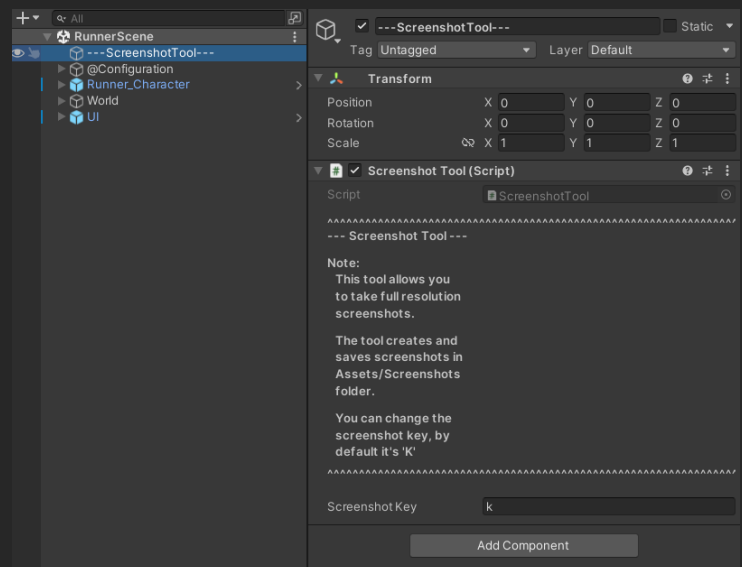 All
RunnerScene
---ScreenshotTool---
@Configuration
Runner_Character
World
UI
---ScreenshotTool---
Static
Tag Untagged
Layer Default
Transform
Position X 0 Y 0 Z 0
Rotation X 0 Y 0 Z 0
Scale X 1 Y 1 Z 1
# Screenshot Tool (Script)
Script # ScreenshotTool
^^^^^^^^^^^^^^^^^^^^^^^^^^^^^^^^^^^^^^^^^^^^^^^^^^^^^^^^^^^^^^^^^
--- Screenshot Tool ---
Note:
This tool allows you
to take full resolution
screenshots.
The tool creates and
saves screenshots in
Assets/Screenshots
folder.
You can change the
screenshot key, by
default it's 'K'
^^^^^^^^^^^^^^^^^^^^^^^^^^^^^^^^^^^^^^^^^^^^^^^^^^^^^^^^^^^^^^^^^
Screenshot Key k
Add Component